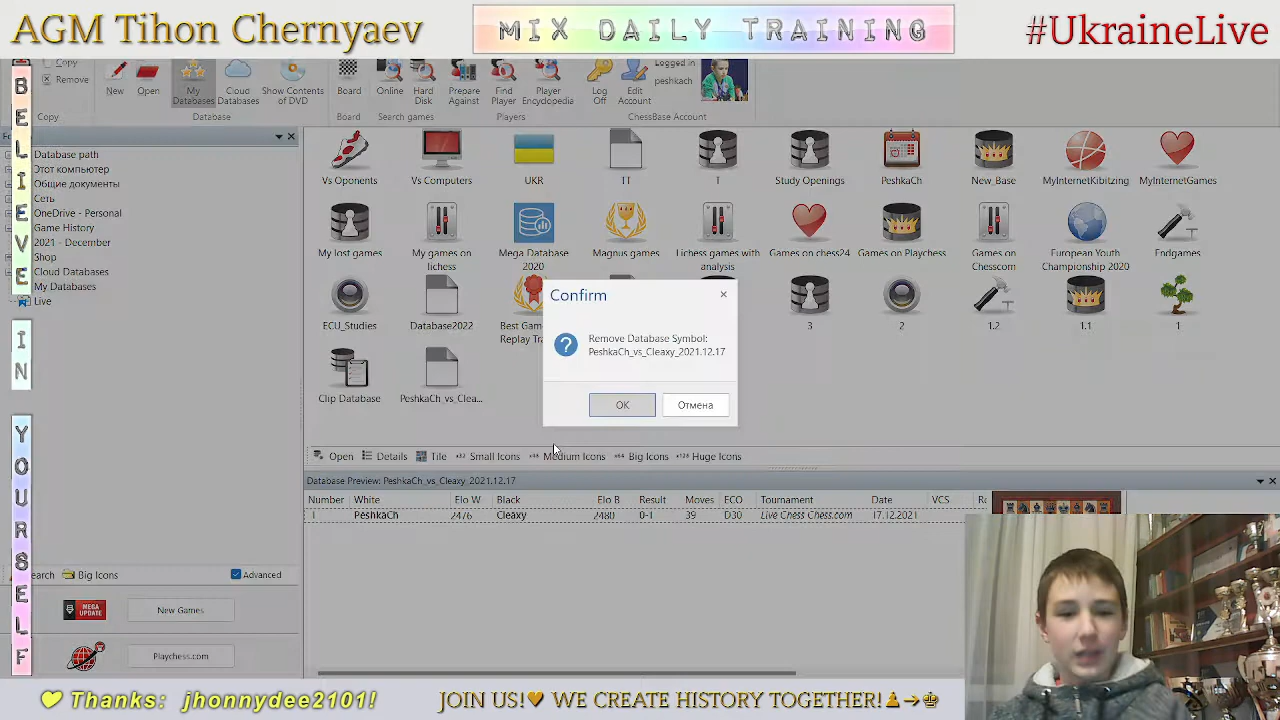 AGM Tihon Chernyaev
MIX DAILY TRAINING
#UkraineLive
BELIEVE
IN
YOURSELF
Copy
Remove
Copy
New
Open
My Databases
Cloud Databases
Show Contents of DVD
Database
Board
Board
Online
Hard Disk
Search games
Prepare Against
Find Player
Player Encyclopedia
Players
Log Off
Edit Account
Logged in
peshkach
ChessBase Account
Database path
Этот компьютер
Общие документы
Сеть
OneDrive - Personal
Game History
2021 - December
Shop
Cloud Databases
My Databases
Live
Big Icons
Advanced
MEGA UPDATE
New Games
Playchess.com
Vs Oponents
Vs Computers
UKR
TT
T
Study Openings
PeshkaCh
New_Base
MyInternetKibitzing
MyInternetGames
My lost games
My games on lichess
Mega Database 2020
Magnus games
Lichess games with analysis
Games on chess24
Games on Playchess
Games on Chesscom
European Youth Championship 2020
Endgames
ECU_Studies
Database2022
Best Gam
Replay Tra
3
2
1.2
1.1
1
Clip Database
PeshkaCh_vs_Clea...
Confirm
Remove Database Symbol:
PeshkaCh_vs_Cleaxy_2021.12.17
OK
Отмена
Open
Details
Tile
Small Icons
Medium Icons
Big Icons
Huge Icons
Database Preview: PeshkaCh_vs_Cleaxy_2021.12.17
Number White Elo W Black Elo B Result Moves ECO Tournament Date VCS
1 PeshkaCh 2476 Cleaxy 2480 0-1 39 D30 Live Chess Chess.com 17.12.2021
Thanks: jhonnydee2101!
JOIN US! WE CREATE HISTORY TOGETHER!